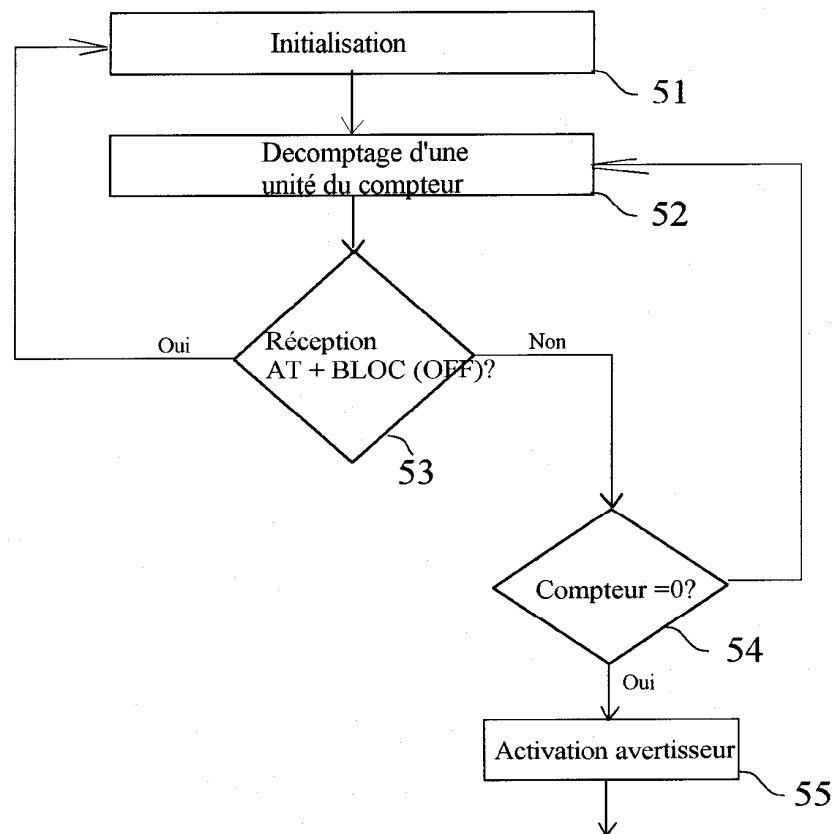 Initialisation
51
Decomptage d'une
unité du compteur
52
Oui
Réception
AT + BLOC (OFF)?
Non
53
Compteur =0?
54
Oui
Activation avertisseur
55